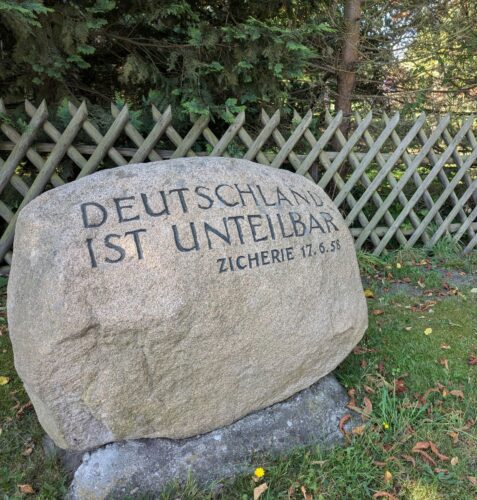 DEUTSCHLAND
IST UNTEILBAR
ZICHERIE 17.6.58